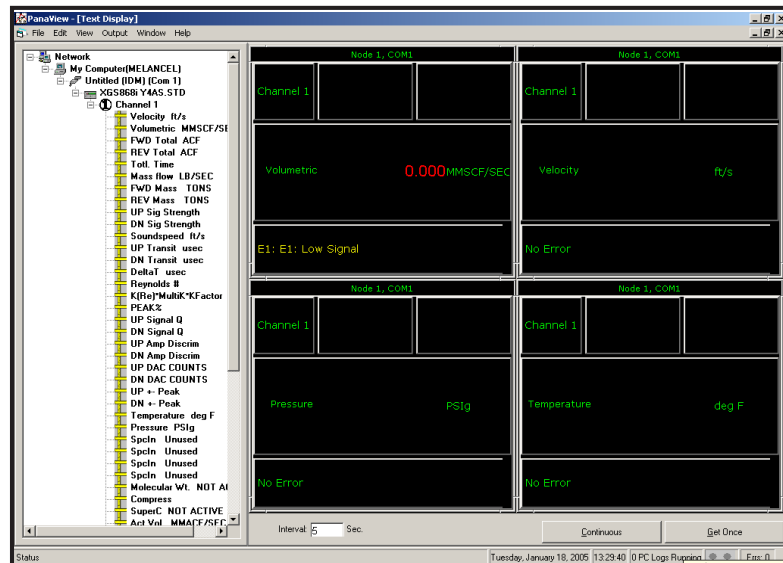 PanaView - [Text Display]
File Edit View Output Window Help
Network
My Computer(MELANCEL)
Untitled (IDM) (Com 1)
XGS868i Y4AS.STD
1 Channel 1
Velocity ft/s
Volumetric MMSCF/SE
FWD Total ACF
REV Total ACF
Totl. Time
Mass flow LB/SEC
FWD Mass TONS
REV Mass TONS
UP Sig Strength
DN Sig Strength
Soundspeed ft/s
UP Transit usec
DN Transit usec
DeltaT usec
Reynolds #
K(Re)*MultiK*KFactor
PEAK%
UP Signal Q
DN Signal Q
UP Amp Discrim
DN Amp Discrim
UP DAC COUNTS
DN DAC COUNTS
UP +- Peak
DN +- Peak
Temperature deg F
Pressure PSIg
SpcIn Unused
SpcIn Unused
SpcIn Unused
SpcIn Unused
Molecular Wt. NOT AC
Compress
SuperC NOT ACTIVE
Act Vol MMACF/SEC
Node 1, COM1
Channel 1
Volumetric 0.000 MMSCF/SEC
E1: E1: Low Signal
Node 1, COM1
Channel 1
Velocity ft/s
No Error
Node 1, COM1
Channel 1
Pressure PSIg
No Error
Node 1, COM1
Channel 1
Temperature deg F
No Error
Interval: 5 Sec.
Continuous
Get Once
Status
Tuesday, January 18, 2005 13:29:40 0 PC Logs Running Errs: 0